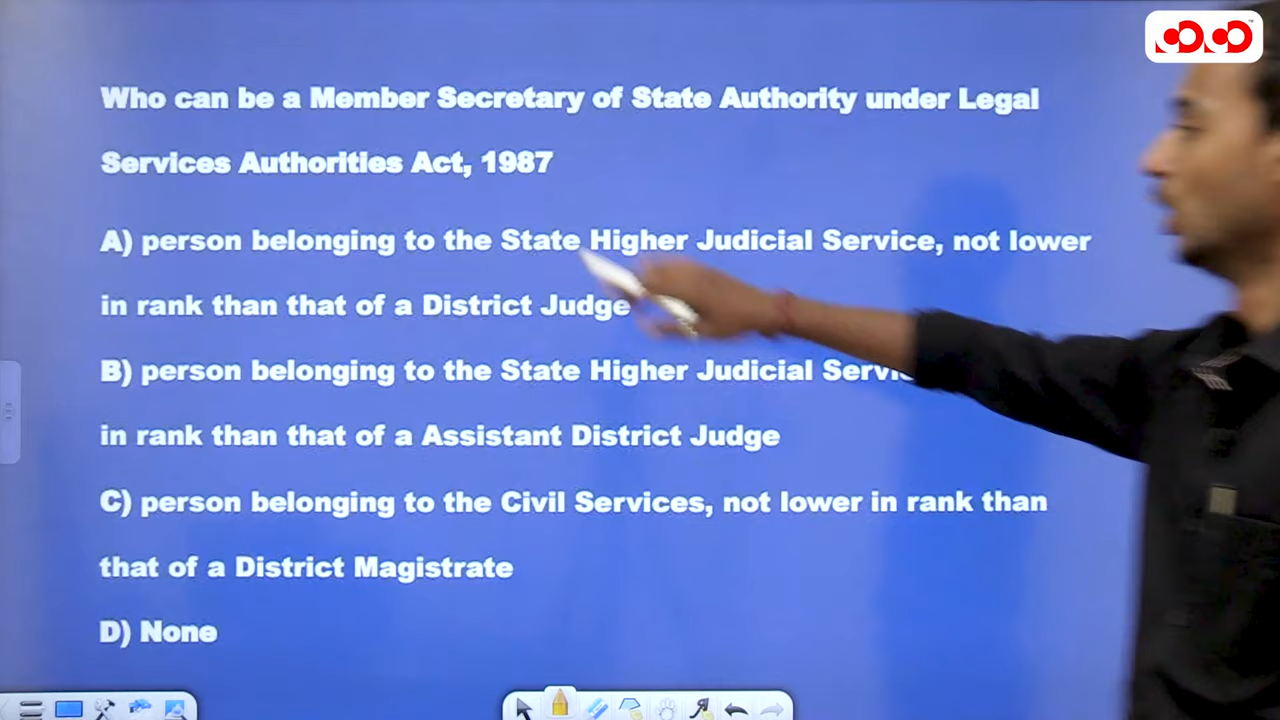 Who can be a Member Secretary of State Authority under Legal
Services Authorities Act, 1987
A) person belonging to the State Higher Judicial Service, not lower
in rank than that of a District Judge
B) person belonging to the State Higher Judicial
in rank than that of a Assistant District Judge
C) person belonging to the Civil Services, not lower in rank than
that of a District Magistrate
D) None